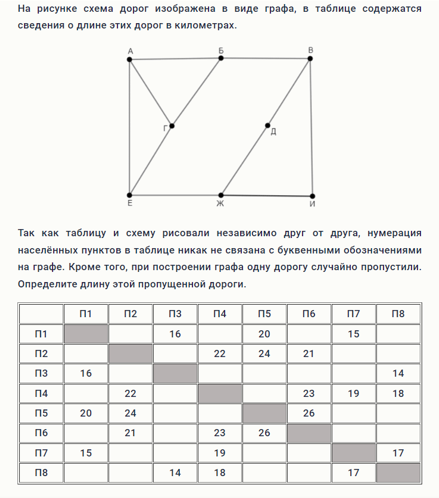 На рисунке схема дорог изображена в виде графа, в таблице содержатся
сведения о длине этих дорог в километрах.
А Б В
Г Д
Е Ж И
Так как таблицу и схему рисовали независимо друг от друга, нумерация
населённых пунктов в таблице никак не связана с буквенными обозначениями
на графе. Кроме того, при построении графа одну дорогу случайно пропустили.
Определите длину этой пропущенной дороги.
П1 П2 П3 П4 П5 П6 П7 П8
П1 16 20 15
П2 22 24 21
П3 16 14
П4 22 23 19 18
П5 20 24 26
П6 21 23 26
П7 15 19 17
П8 14 18 17